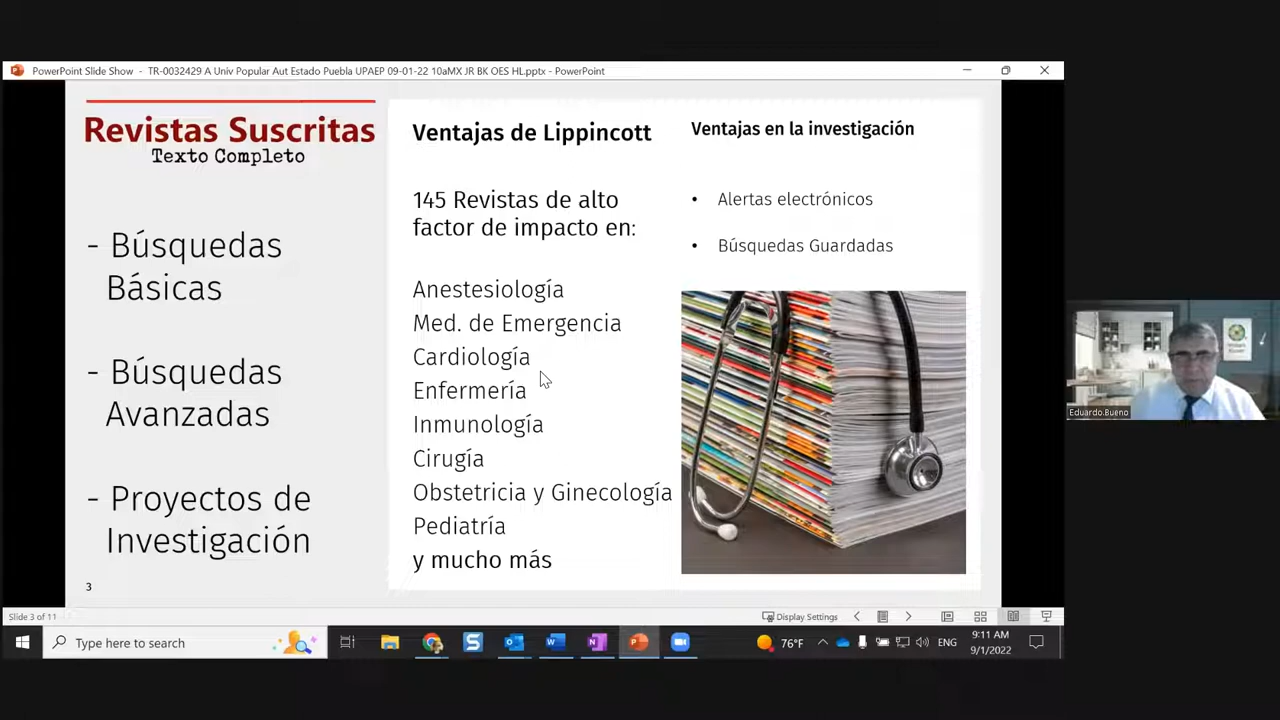 PowerPoint Slide Show - TR-0032429 A Univ Popular Aut Estado Puebla UPAEP 09-01-22 10aMX JR BK OES HL.pptx - PowerPoint
Revistas Suscritas
Texto Completo
- Búsquedas
Básicas
- Búsquedas
Avanzadas
- Proyectos de
Investigación
3
Ventajas de Lippincott
145 Revistas de alto
factor de impacto en:
Anestesiología
Med. de Emergencia
Cardiología
Enfermería
Inmunología
Cirugía
Obstetricia y Ginecología
Pediatría
y mucho más
Ventajas en la investigación
• Alertas electrónicos
• Búsquedas Guardadas
Eduardo.Bueno
Slide 3 of 11
Display Settings
Type here to search
76°F
ENG
9:11 AM
9/1/2022